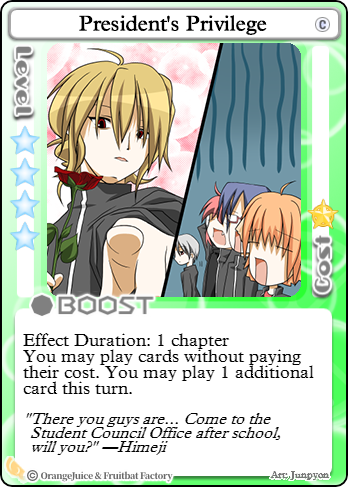 President's Privilege
©
Level
Cost
BOOST
Effect Duration: 1 chapter
You may play cards without paying
their cost. You may play 1 additional
card this turn.
"There you guys are... Come to the
Student Council Office after school,
will you?" —Himeji
© OrangeJuice & Fruitbat Factory
Art: Junpyon